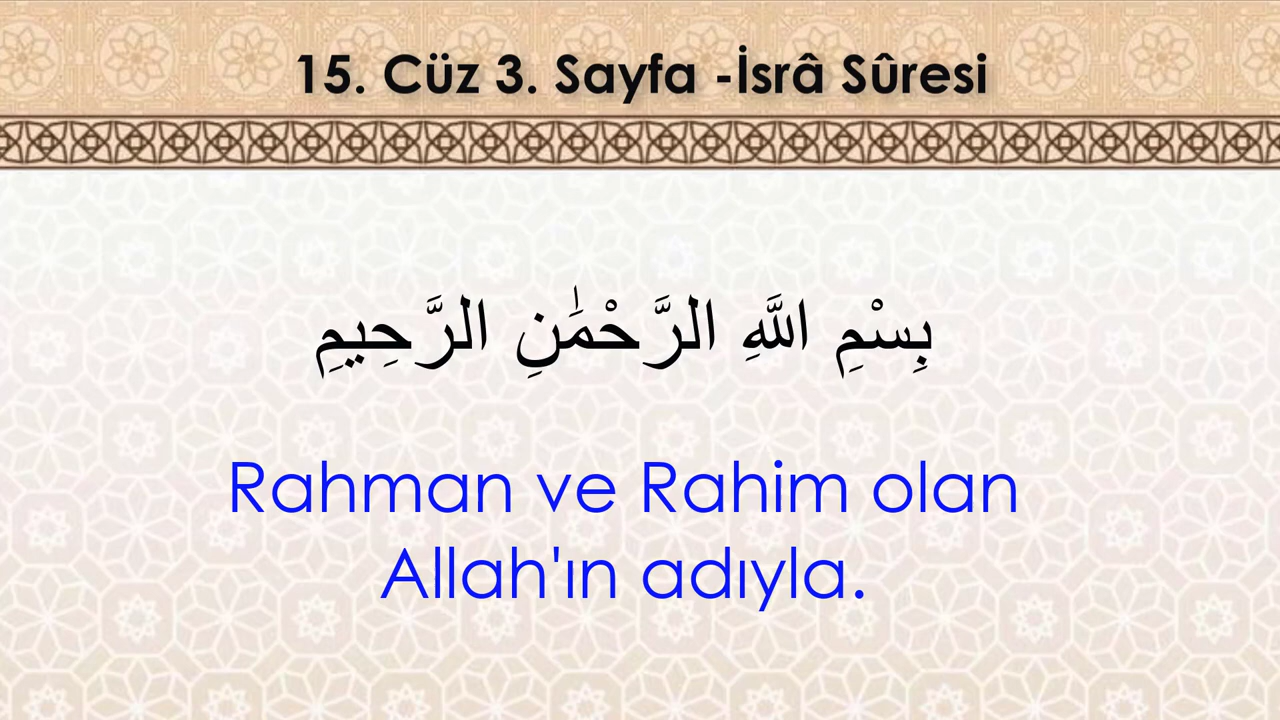 15. Cüz 3. Sayfa -İsrâ Sûresi
بِسْمِ اللَّهِ الرَّحْمَٰنِ الرَّحِيمِ
Rahman ve Rahim olan
Allah'ın adıyla.